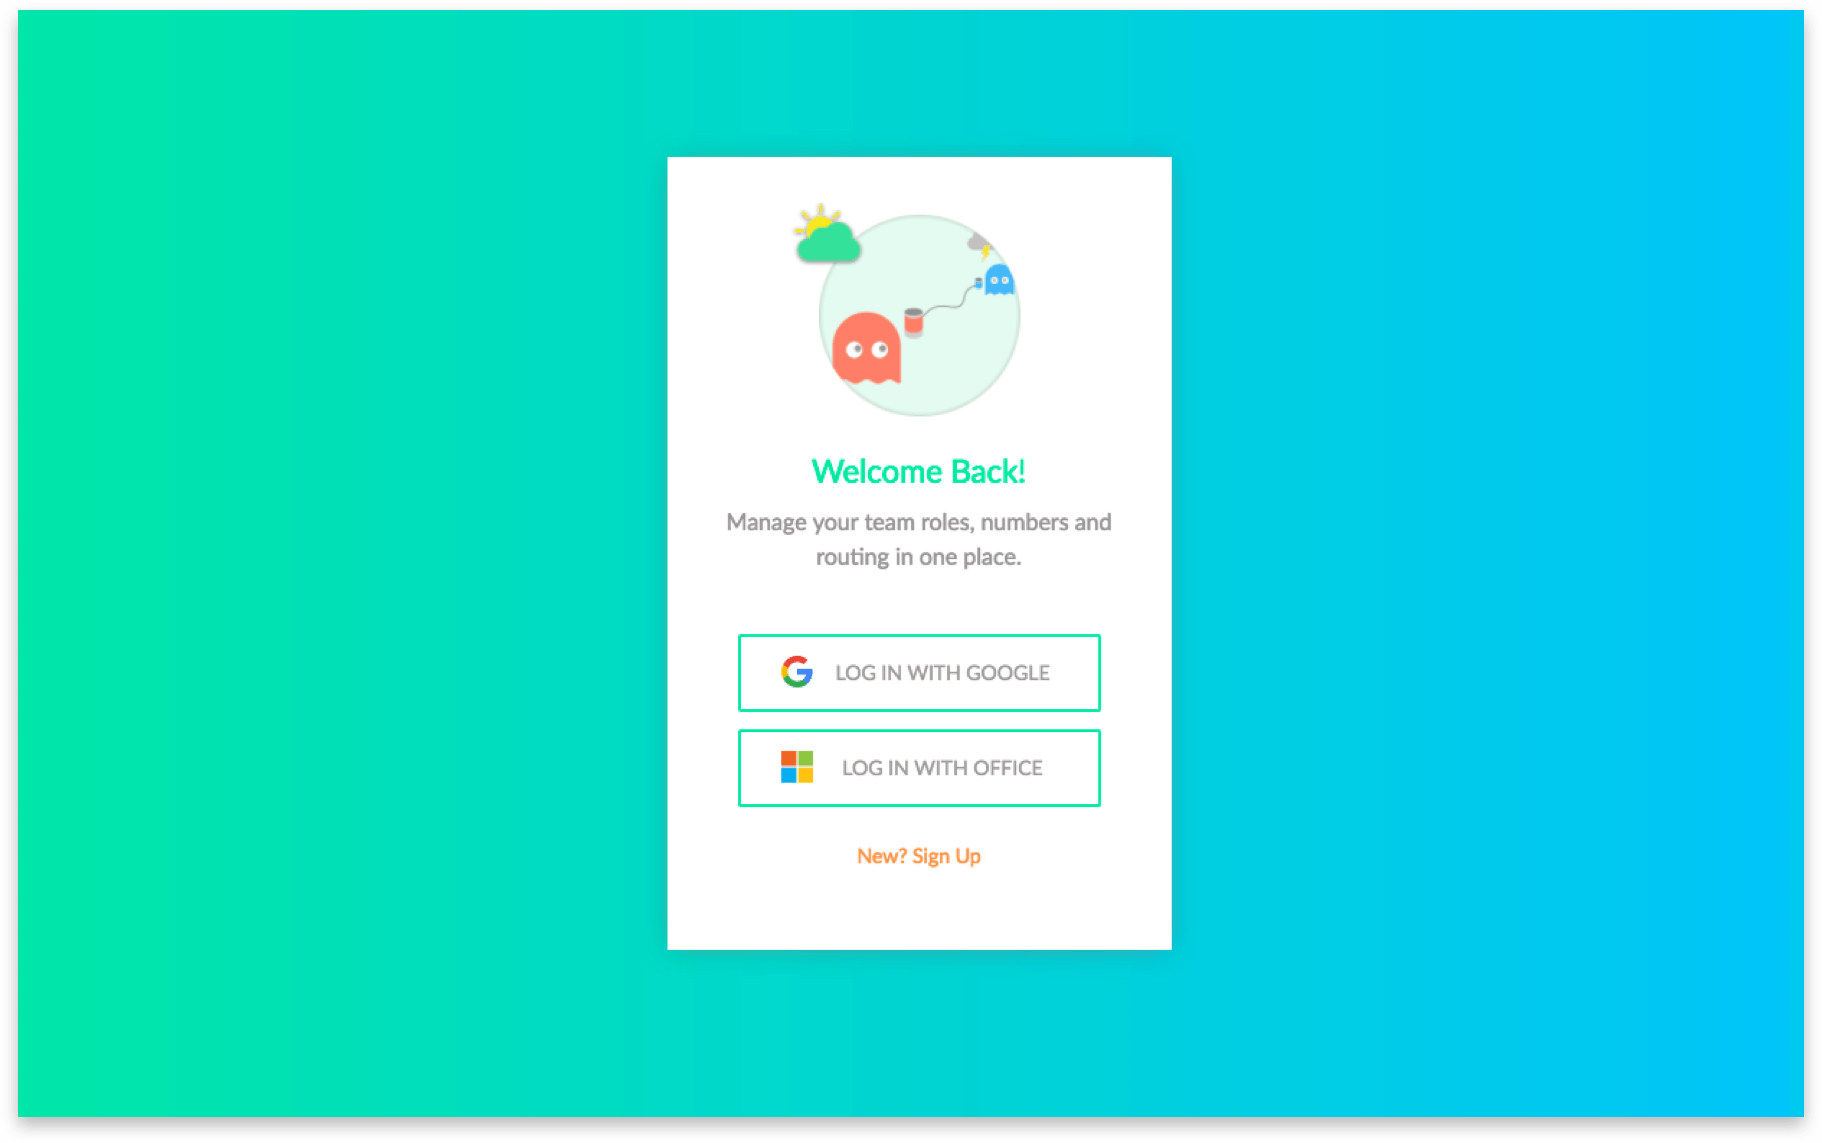 Welcome Back!
Manage your team roles, numbers and
routing in one place.
LOG IN WITH GOOGLE
LOG IN WITH OFFICE
New? Sign Up